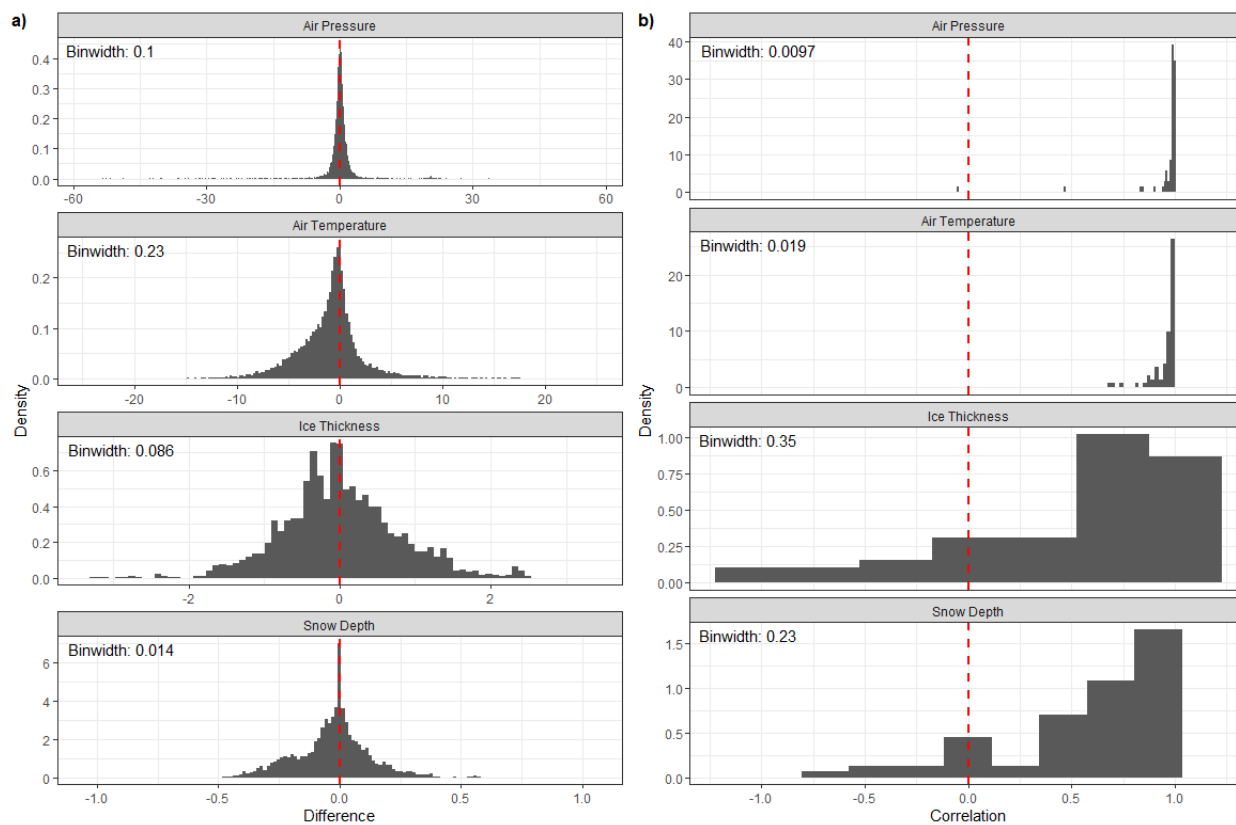 a)
Air Pressure
Binwidth: 0.1
0.4
0.3
0.2
0.1
0.0
-60 -30 0 30 60
Air Temperature
Binwidth: 0.23
0.2
0.1
0.0
-20 -10 0 10 20
Ice Thickness
Binwidth: 0.086
0.6
0.4
0.2
0.0
-2 0 2
Snow Depth
Binwidth: 0.014
6
4
2
0
-1.0 -0.5 0.0 0.5 1.0
Difference
Density
b)
Air Pressure
Binwidth: 0.0097
40
30
20
10
0
Air Temperature
Binwidth: 0.019
20
10
0
Ice Thickness
Binwidth: 0.35
1.00
0.75
0.50
0.25
0.00
Snow Depth
Binwidth: 0.23
1.5
1.0
0.5
0.0
-1.0 -0.5 0.0 0.5 1.0
Correlation
Density